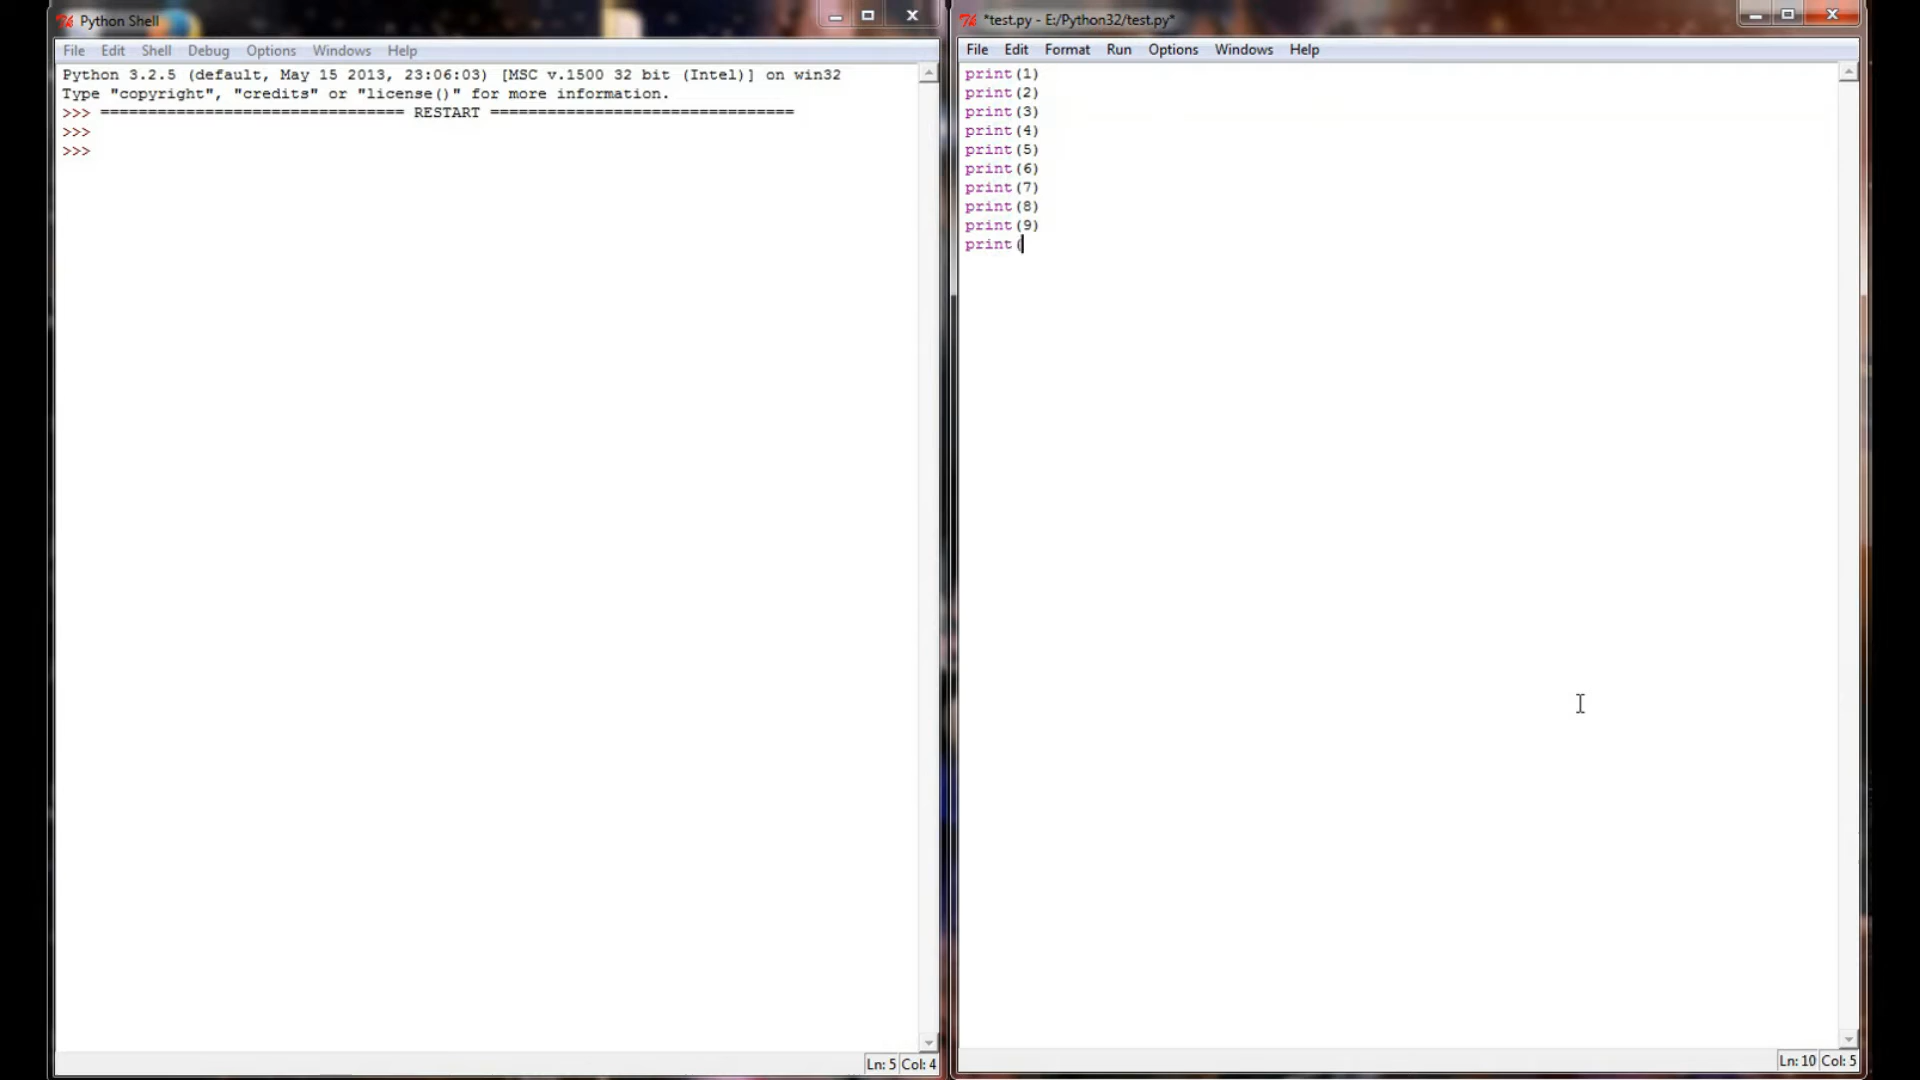 Python Shell
File Edit Shell Debug Options Windows Help
Python 3.2.5 (default, May 15 2013, 23:06:03) [MSC v.1500 32 bit (Intel)] on win32
Type "copyright", "credits" or "license()" for more information.
>>> ================================ RESTART ================================
>>>
>>>
Ln: 5 Col: 4
*test.py - E:/Python32/test.py*
File Edit Format Run Options Windows Help
print(1)
print(2)
print(3)
print(4)
print(5)
print(6)
print(7)
print(8)
print(9)
print(
Ln: 10 Col: 5